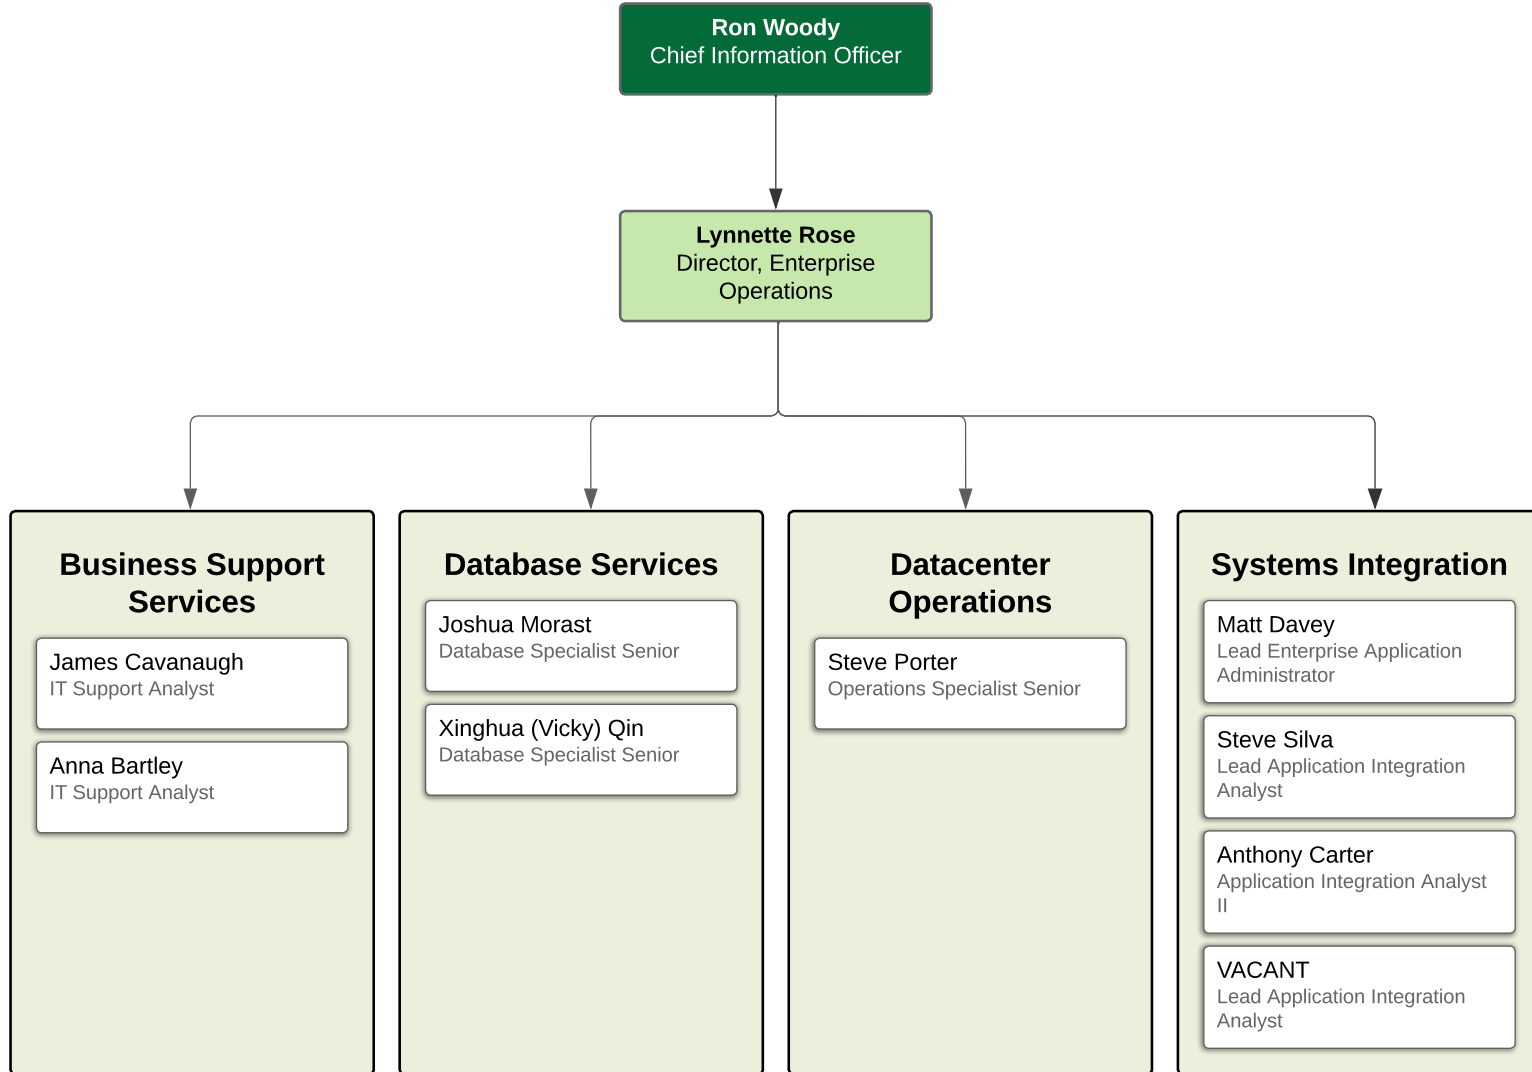 Ron Woody
Chief Information Officer
Lynnette Rose
Director, Enterprise
Operations
Business Support
Services
James Cavanaugh
IT Support Analyst
Anna Bartley
IT Support Analyst
Database Services
Joshua Morast
Database Specialist Senior
Xinghua (Vicky) Qin
Database Specialist Senior
Datacenter
Operations
Steve Porter
Operations Specialist Senior
Systems Integration
Matt Davey
Lead Enterprise Application
Administrator
Steve Silva
Lead Application Integration
Analyst
Anthony Carter
Application Integration Analyst
II
VACANT
Lead Application Integration
Analyst